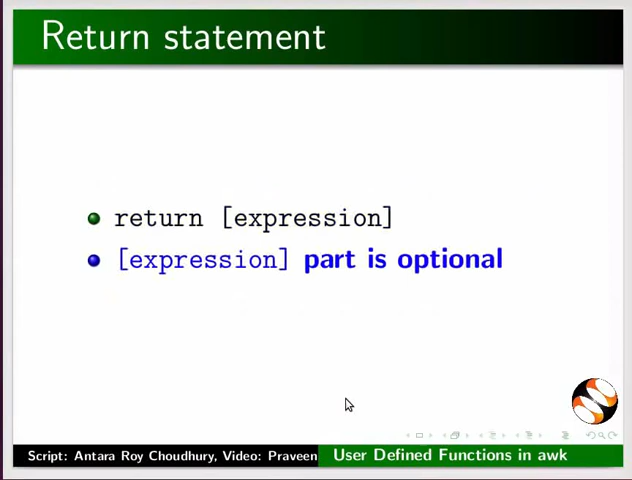 Return statement
return [expression]
[expression] part is optional
Script: Antara Roy Choudhury, Video: Praveen
User Defined Functions in awk